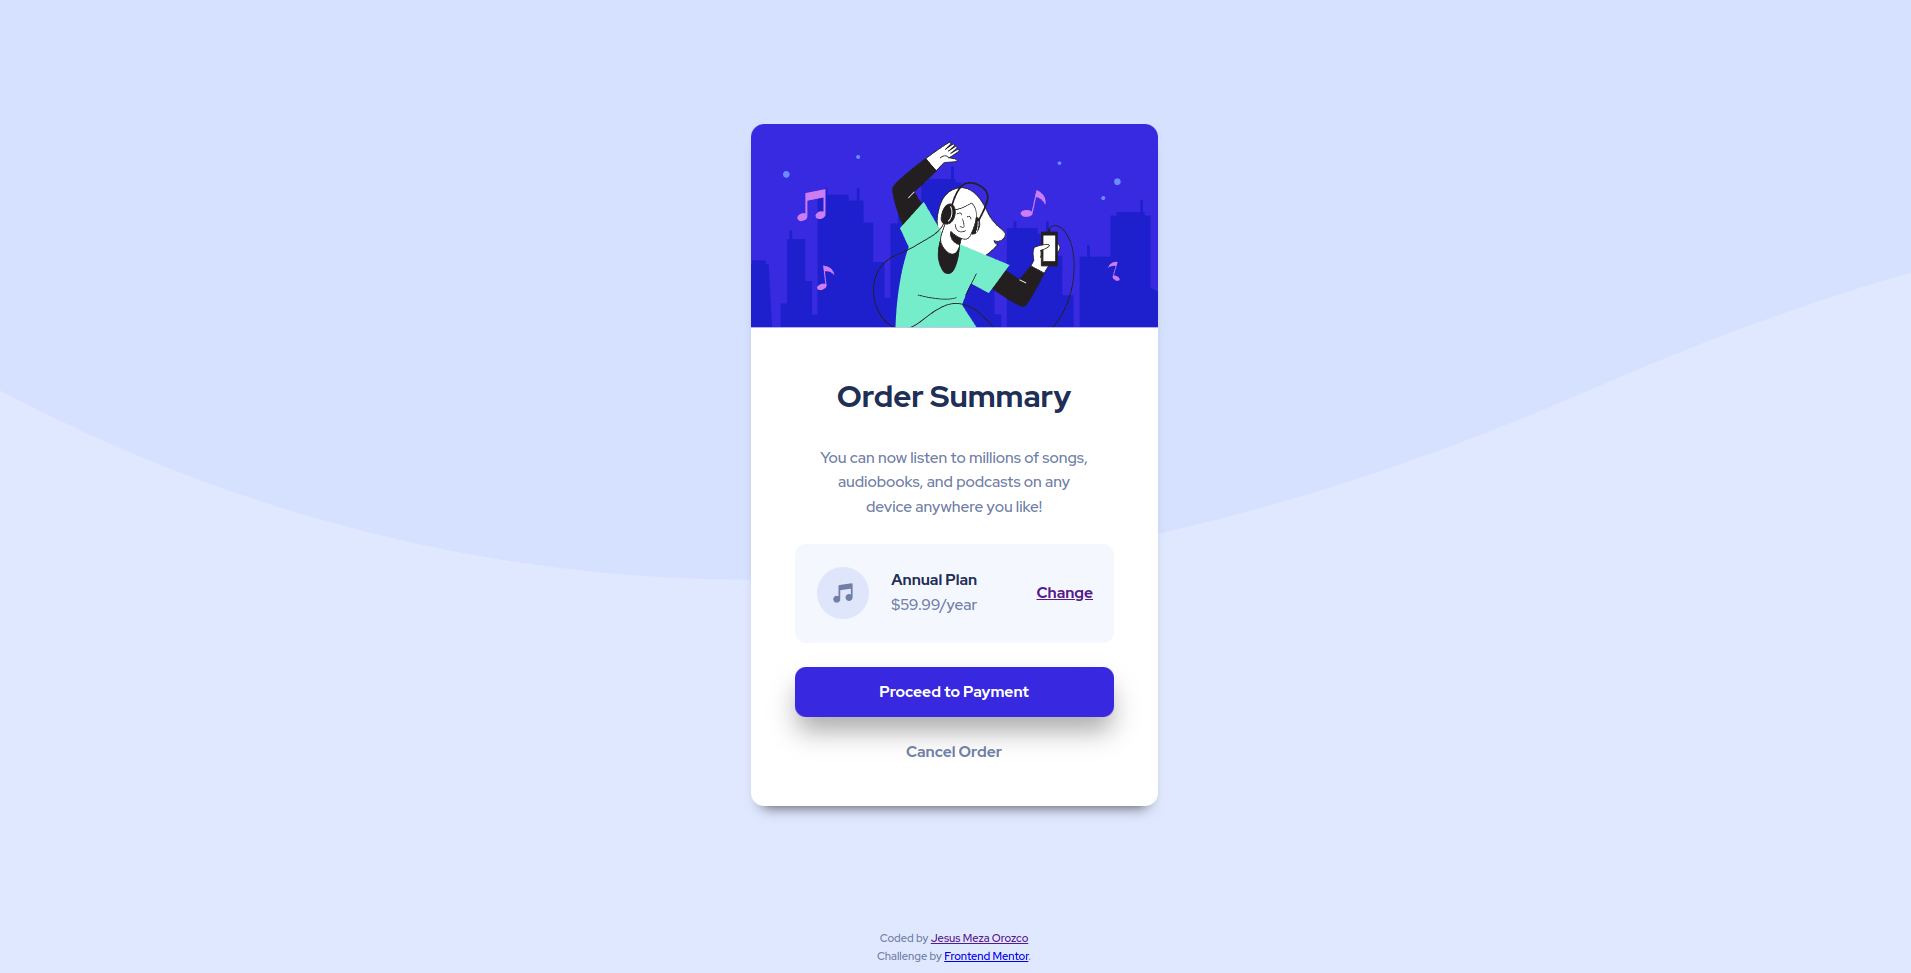 Order Summary
You can now listen to millions of songs,
audiobooks, and podcasts on any
device anywhere you like!
Annual Plan
$59.99/year
Change
Proceed to Payment
Cancel Order
Coded by Jesus Meza Orozco
Challenge by Frontend Mentor.